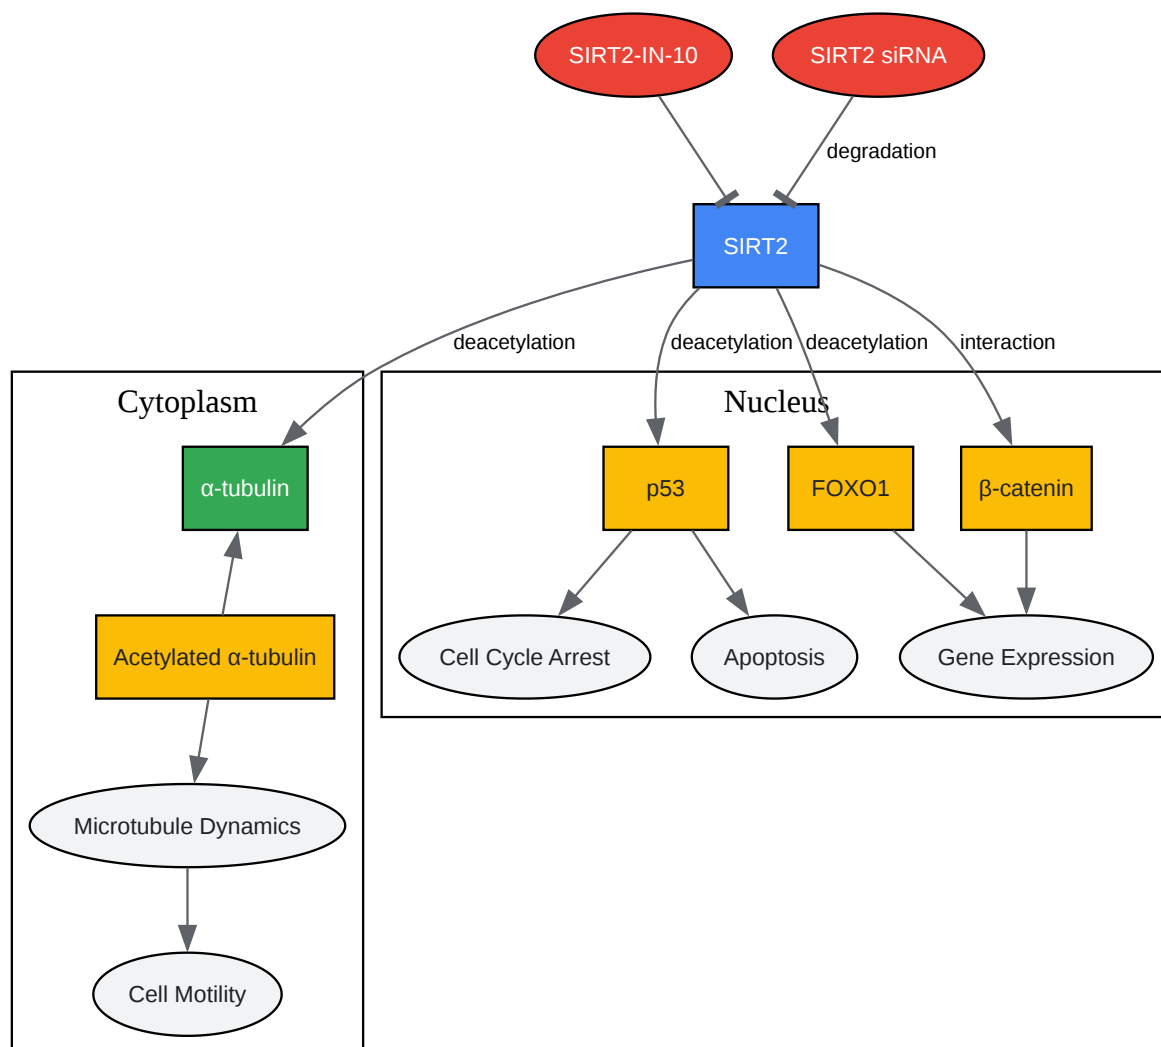 SIRT2-IN-10
SIRT2 siRNA
degradation
SIRT2
deacetylation
deacetylation
deacetylation
interaction
Cytoplasm
Nucleus
α-tubulin
p53
FOXO1
β-catenin
Acetylated α-tubulin
Cell Cycle Arrest
Apoptosis
Gene Expression
Microtubule Dynamics
Cell Motility